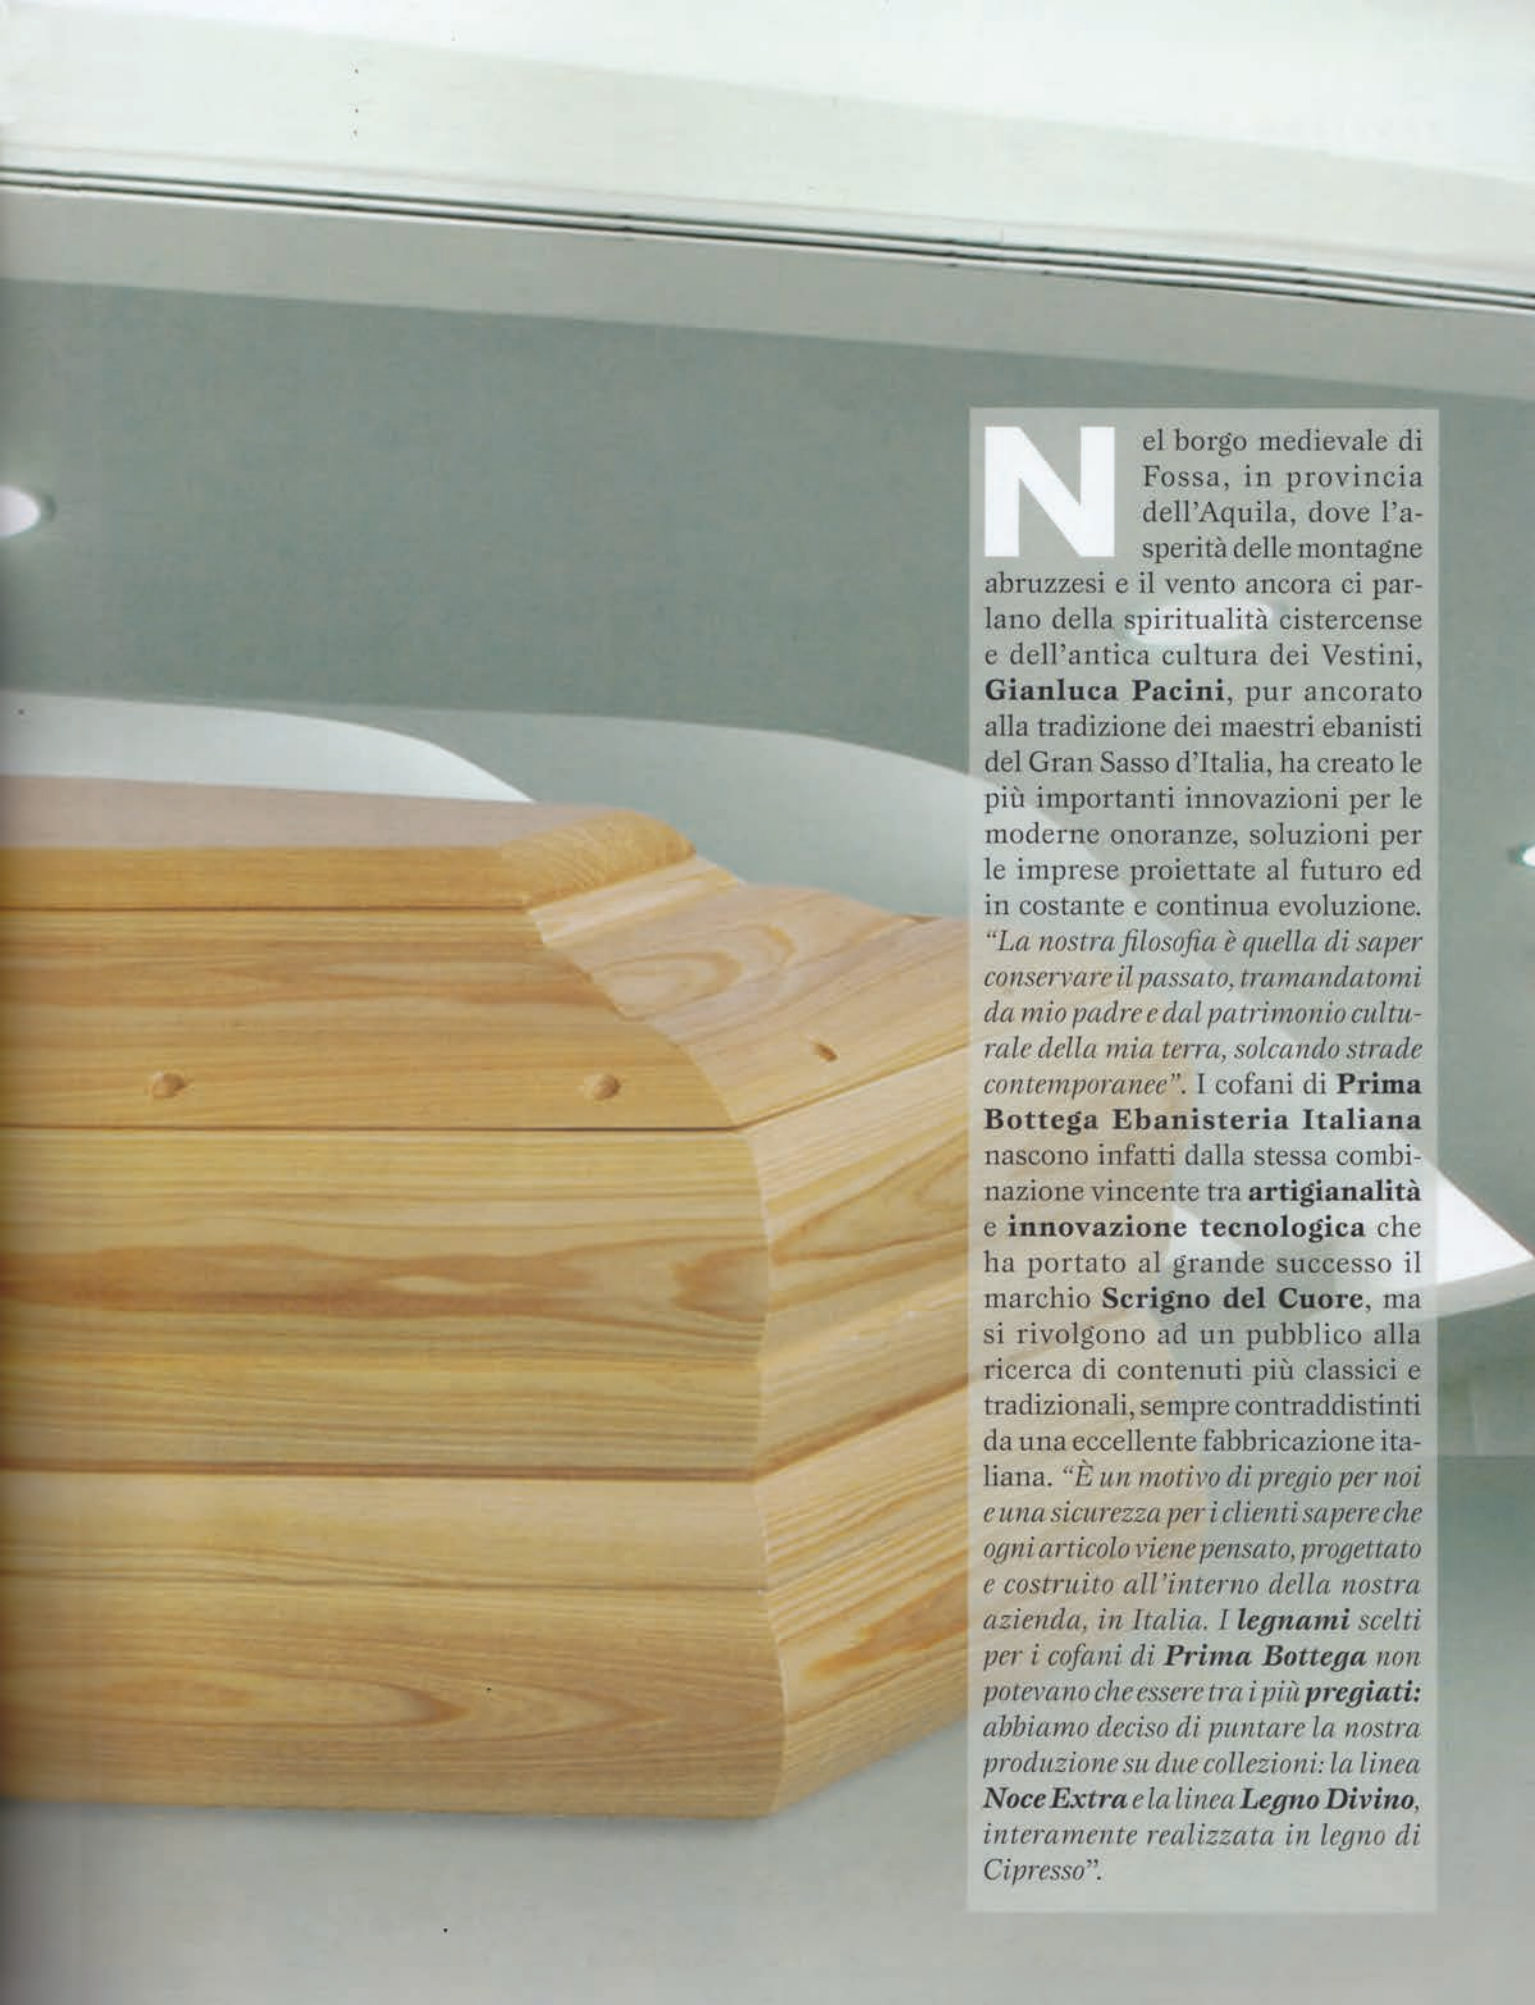 Nel borgo medievale di
Fossa, in provincia
dell’Aquila, dove l’a-
sperità delle montagne
abruzzesi e il vento ancora ci par-
lano della spiritualità cistercense
e dell’antica cultura dei Vestini,
Gianluca Pacini, pur ancorato
alla tradizione dei maestri ebanisti
del Gran Sasso d’Italia, ha creato le
più importanti innovazioni per le
moderne onoranze, soluzioni per
le imprese proiettate al futuro ed
in costante e continua evoluzione.
“La nostra filosofia è quella di saper
conservare il passato, tramandatomi
da mio padre e dal patrimonio cultu-
rale della mia terra, solcando strade
contemporanee”. I cofani di Prima
Bottega Ebanisteria Italiana
nascono infatti dalla stessa combi-
nazione vincente tra artigianalità
e innovazione tecnologica che
ha portato al grande successo il
marchio Scrigno del Cuore, ma
si rivolgono ad un pubblico alla
ricerca di contenuti più classici e
tradizionali, sempre contraddistinti
da una eccellente fabbricazione ita-
liana. “È un motivo di pregio per noi
e una sicurezza per i clienti sapere che
ogni articolo viene pensato, progettato
e costruito all’interno della nostra
azienda, in Italia. I legnami scelti
per i cofani di Prima Bottega non
potevano che essere tra i più pregiati:
abbiamo deciso di puntare la nostra
produzione su due collezioni: la linea
Noce Extra e la linea Legno Divino,
interamente realizzata in legno di
Cipresso”.